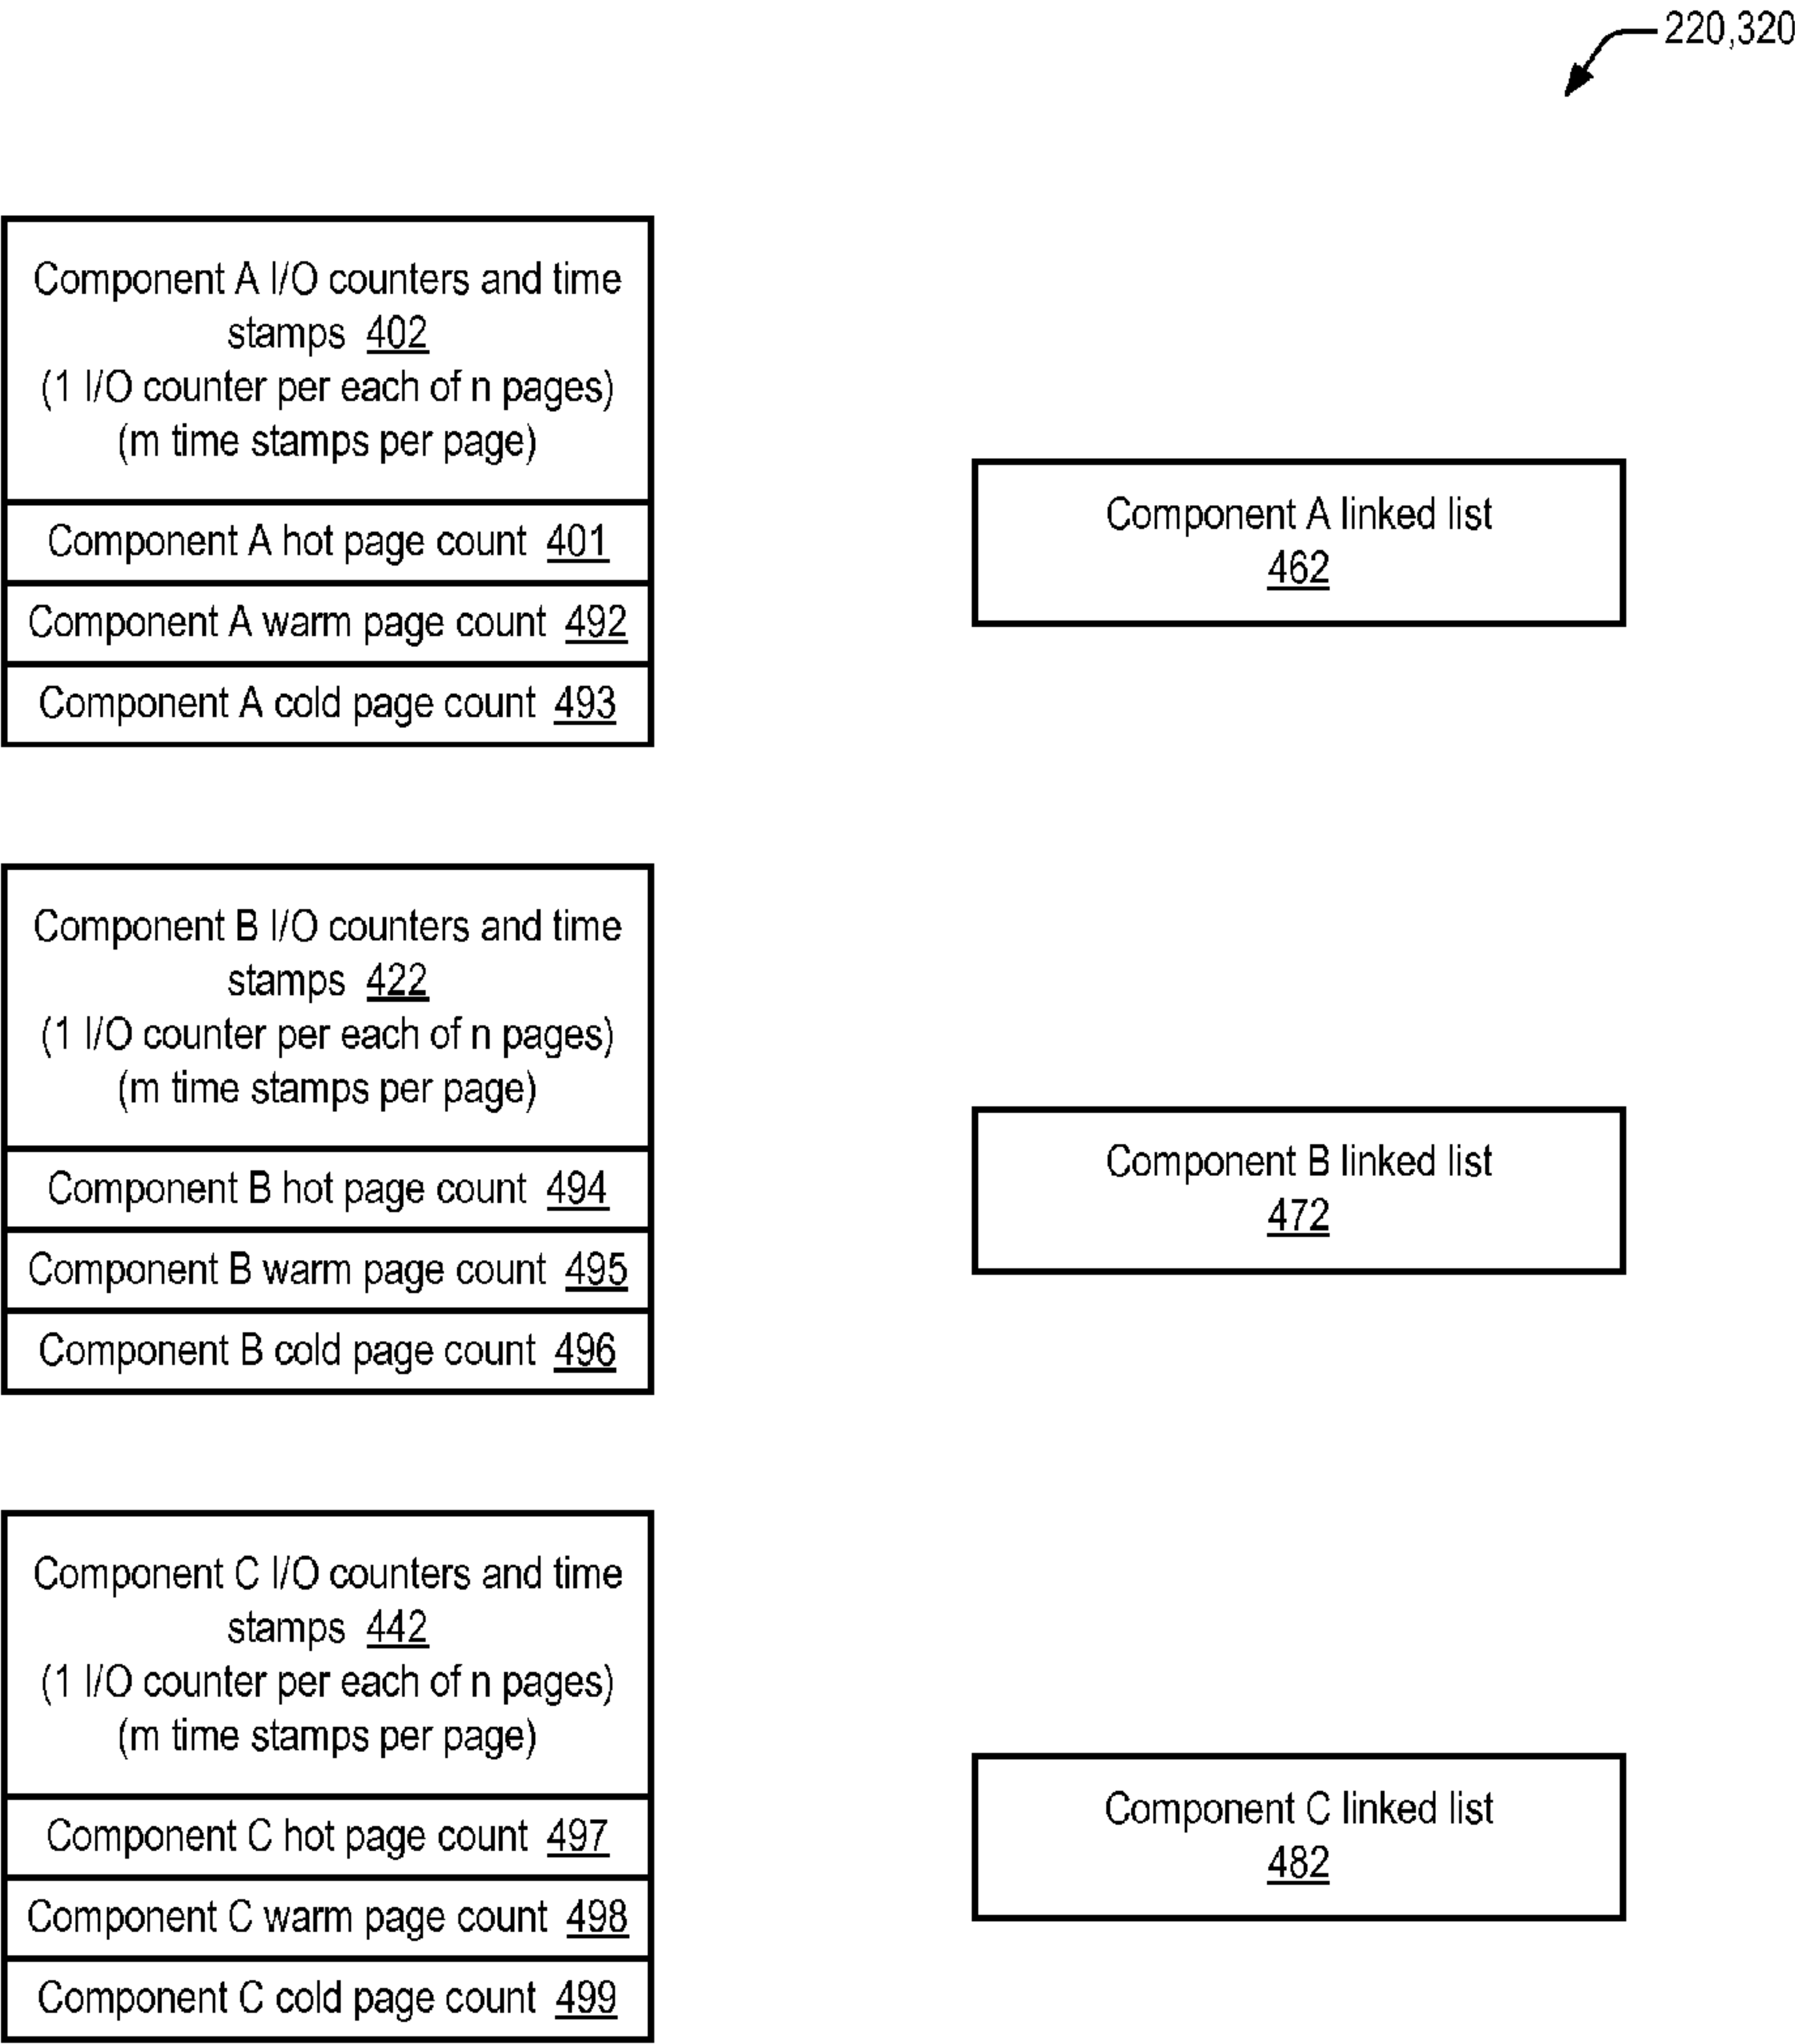 220,320
Component A I/O counters and time
stamps 402
(1 I/O counter per each of n pages)
(m time stamps per page)
Component A hot page count 401
Component A warm page count 492
Component A cold page count 493
Component A linked list
462
Component B I/O counters and time
stamps 422
(1 I/O counter per each of n pages)
(m time stamps per page)
Component B hot page count 494
Component B warm page count 495
Component B cold page count 496
Component B linked list
472
Component C I/O counters and time
stamps 442
(1 I/O counter per each of n pages)
(m time stamps per page)
Component C hot page count 497
Component C warm page count 498
Component C cold page count 499
Component C linked list
482